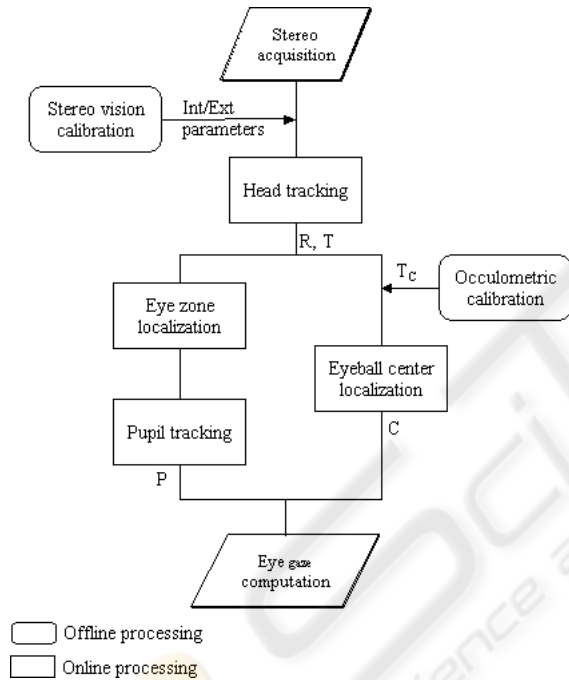 Stereo
acquisition
Stereo vision
calibration
Int/Ext
parameters
Head tracking
R, T
Tc
Occulometric
calibration
Eye zone
localization
Eyeball center
localization
Pupil tracking
C
P
Eye gaze
computation
Offline processing
Online processing